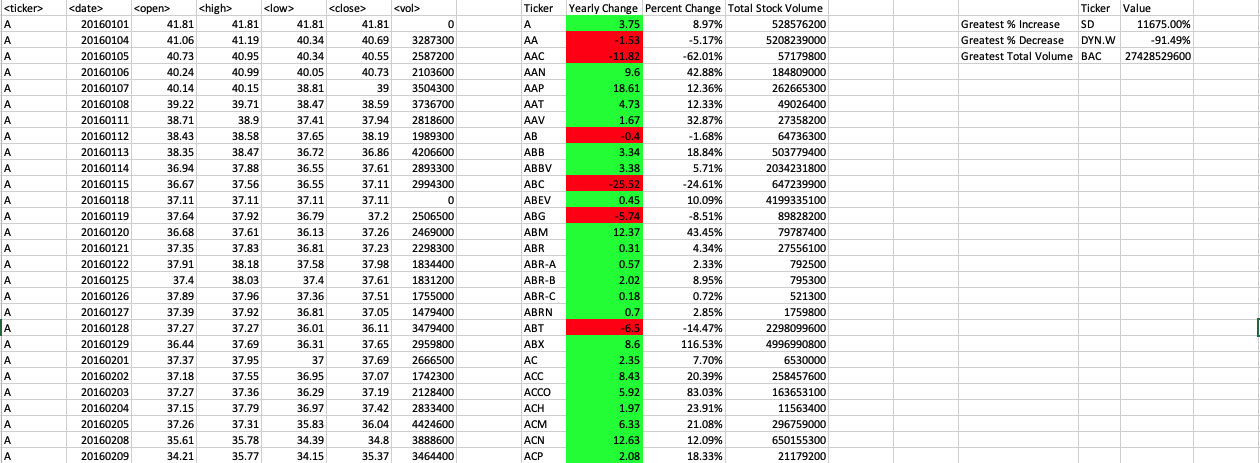 <ticker> <date> <open> <high> <low> <close> <vol> Ticker Yearly Change Percent Change Total Stock Volume Ticker Value
A 20160101 41.81 41.81 41.81 41.81 0 A 3.75 8.97% 528576200 Greatest % Increase SD 11675.00%
A 20160104 41.06 41.19 40.34 40.69 3287300 AA -1.53 -5.17% 5208239000 Greatest % Decrease DYN.W -91.49%
A 20160105 40.73 40.95 40.34 40.55 2587200 AAC -11.82 -62.01% 57179800 Greatest Total Volume BAC 27428529600
A 20160106 40.24 40.99 40.05 40.73 2103600 AAN 9.6 42.88% 184809000
A 20160107 40.14 40.15 38.81 39 3504300 AAP 18.61 12.36% 262665300
A 20160108 39.22 39.71 38.47 38.59 3736700 AAT 4.73 12.33% 49026400
A 20160111 38.71 38.9 37.41 37.94 2818600 AAV 1.67 32.87% 27358200
A 20160112 38.43 38.58 37.65 38.19 1989300 AB -0.4 -1.68% 64736300
A 20160113 38.35 38.47 36.72 36.86 4206600 ABB 3.34 18.84% 503779400
A 20160114 36.94 37.88 36.55 37.61 2893300 ABBV 3.38 5.71% 2034231800
A 20160115 36.67 37.56 36.55 37.11 2994300 ABC -25.52 -24.61% 647239900
A 20160118 37.11 37.11 37.11 37.11 0 ABEV 0.45 10.09% 4199335100
A 20160119 37.64 37.92 36.79 37.2 2506500 ABG -5.74 -8.51% 89828200
A 20160120 36.68 37.61 36.13 37.26 2469000 ABM 12.37 43.45% 79787400
A 20160121 37.35 37.83 36.81 37.23 2298300 ABR 0.31 4.34% 27556100
A 20160122 37.91 38.18 37.58 37.98 1834400 ABR-A 0.57 2.33% 792500
A 20160125 37.4 38.03 37.4 37.61 1831200 ABR-B 2.02 8.95% 795300
A 20160126 37.89 37.96 37.36 37.51 1755000 ABR-C 0.18 0.72% 521300
A 20160127 37.39 37.92 36.81 37.05 1479400 ABRN 0.7 2.85% 1759800
A 20160128 37.27 37.27 36.01 36.11 3479400 ABT -6.5 -14.47% 2298099600
A 20160129 36.44 37.69 36.31 37.65 2959800 ABX 8.6 116.53% 4996990800
A 20160201 37.37 37.95 37 37.69 2666500 AC 2.35 7.70% 6530000
A 20160202 37.18 37.55 36.95 37.07 1742300 ACC 8.43 20.39% 258457600
A 20160203 37.27 37.36 36.29 37.19 2128400 ACCO 5.92 83.03% 163653100
A 20160204 37.15 37.79 36.97 37.42 2833400 ACH 1.97 23.91% 11563400
A 20160205 37.26 37.31 35.83 36.04 4424600 ACM 6.33 21.08% 296759000
A 20160208 35.61 35.78 34.39 34.8 3888600 ACN 12.63 12.09% 650155300
A 20160209 34.21 35.77 34.15 35.37 3464400 ACP 2.08 18.33% 21179200